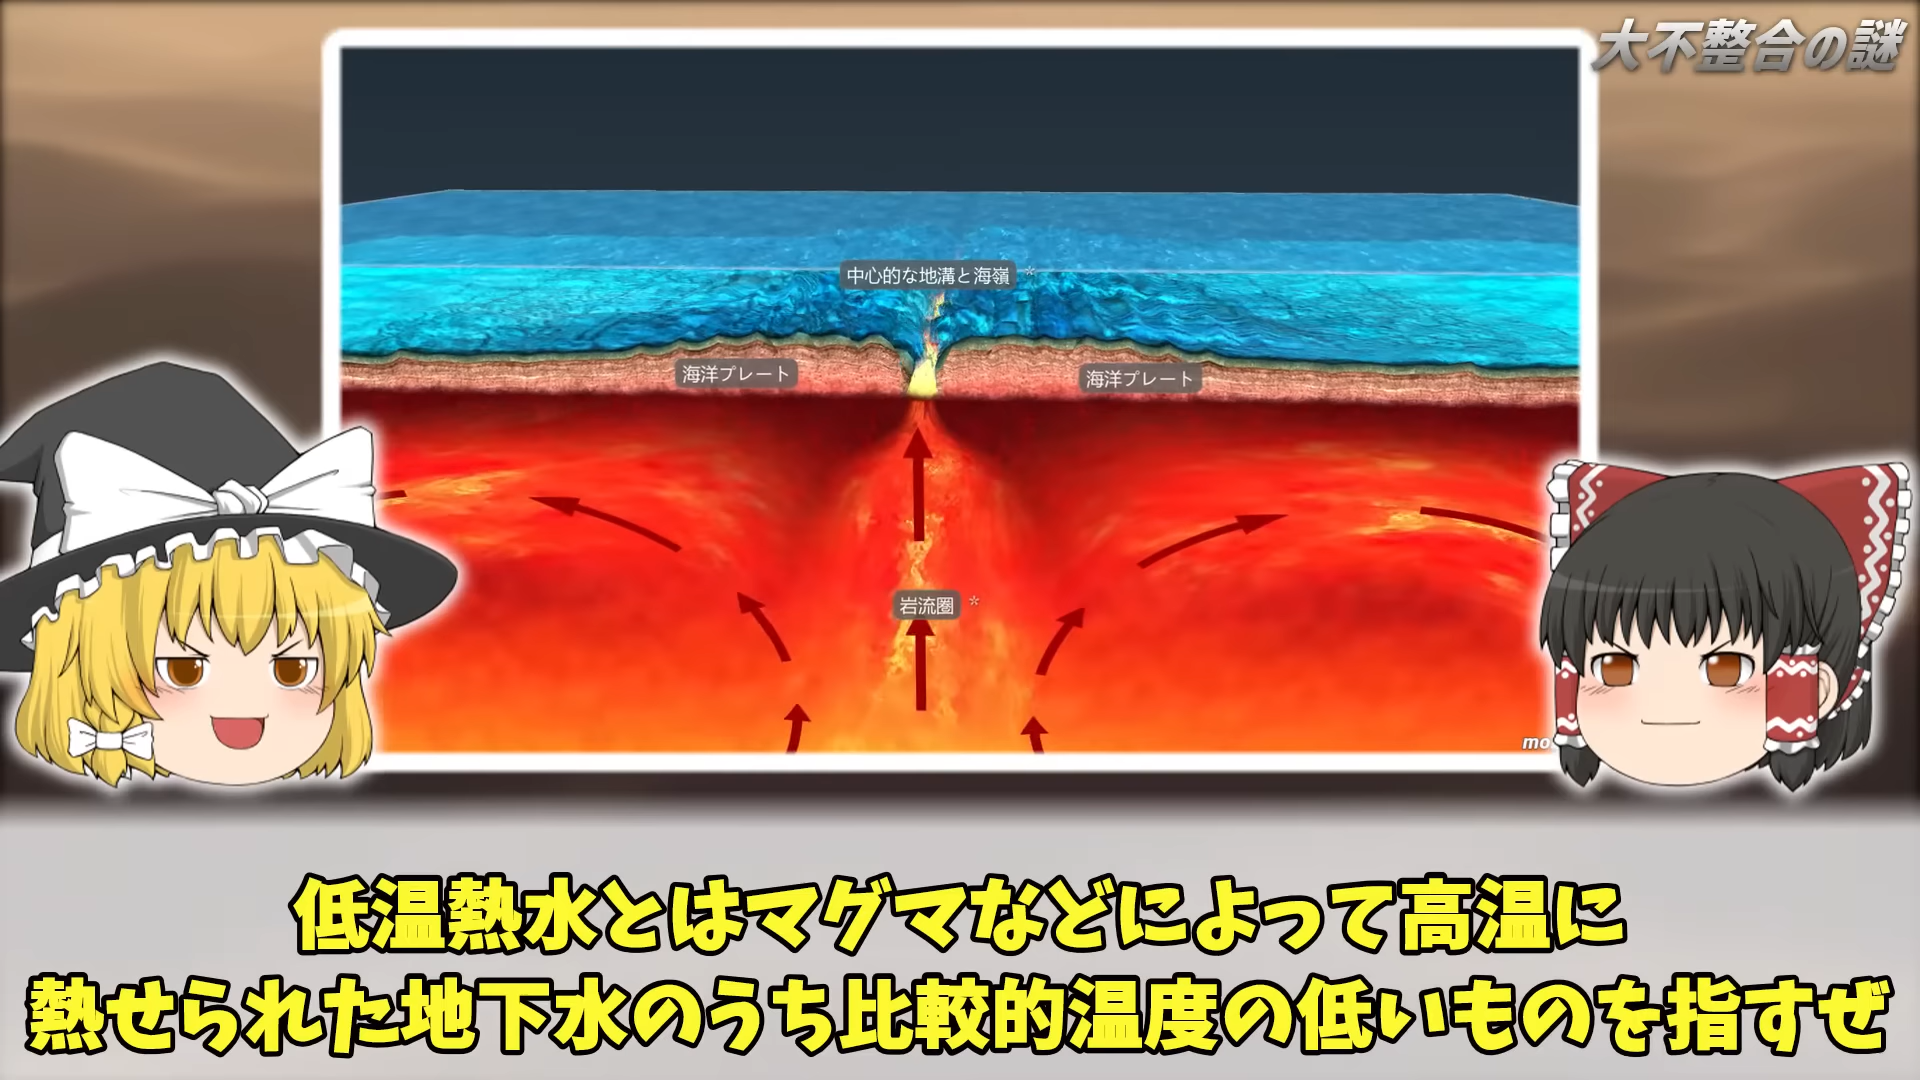 大不整合の謎
中心的な地溝と海嶺 *
海洋プレート
海洋プレート
岩流圏 *
mo
低温熱水とはマグマなどによって高温に
熱せられた地下水のうち比較的温度の低いものを指すぜ